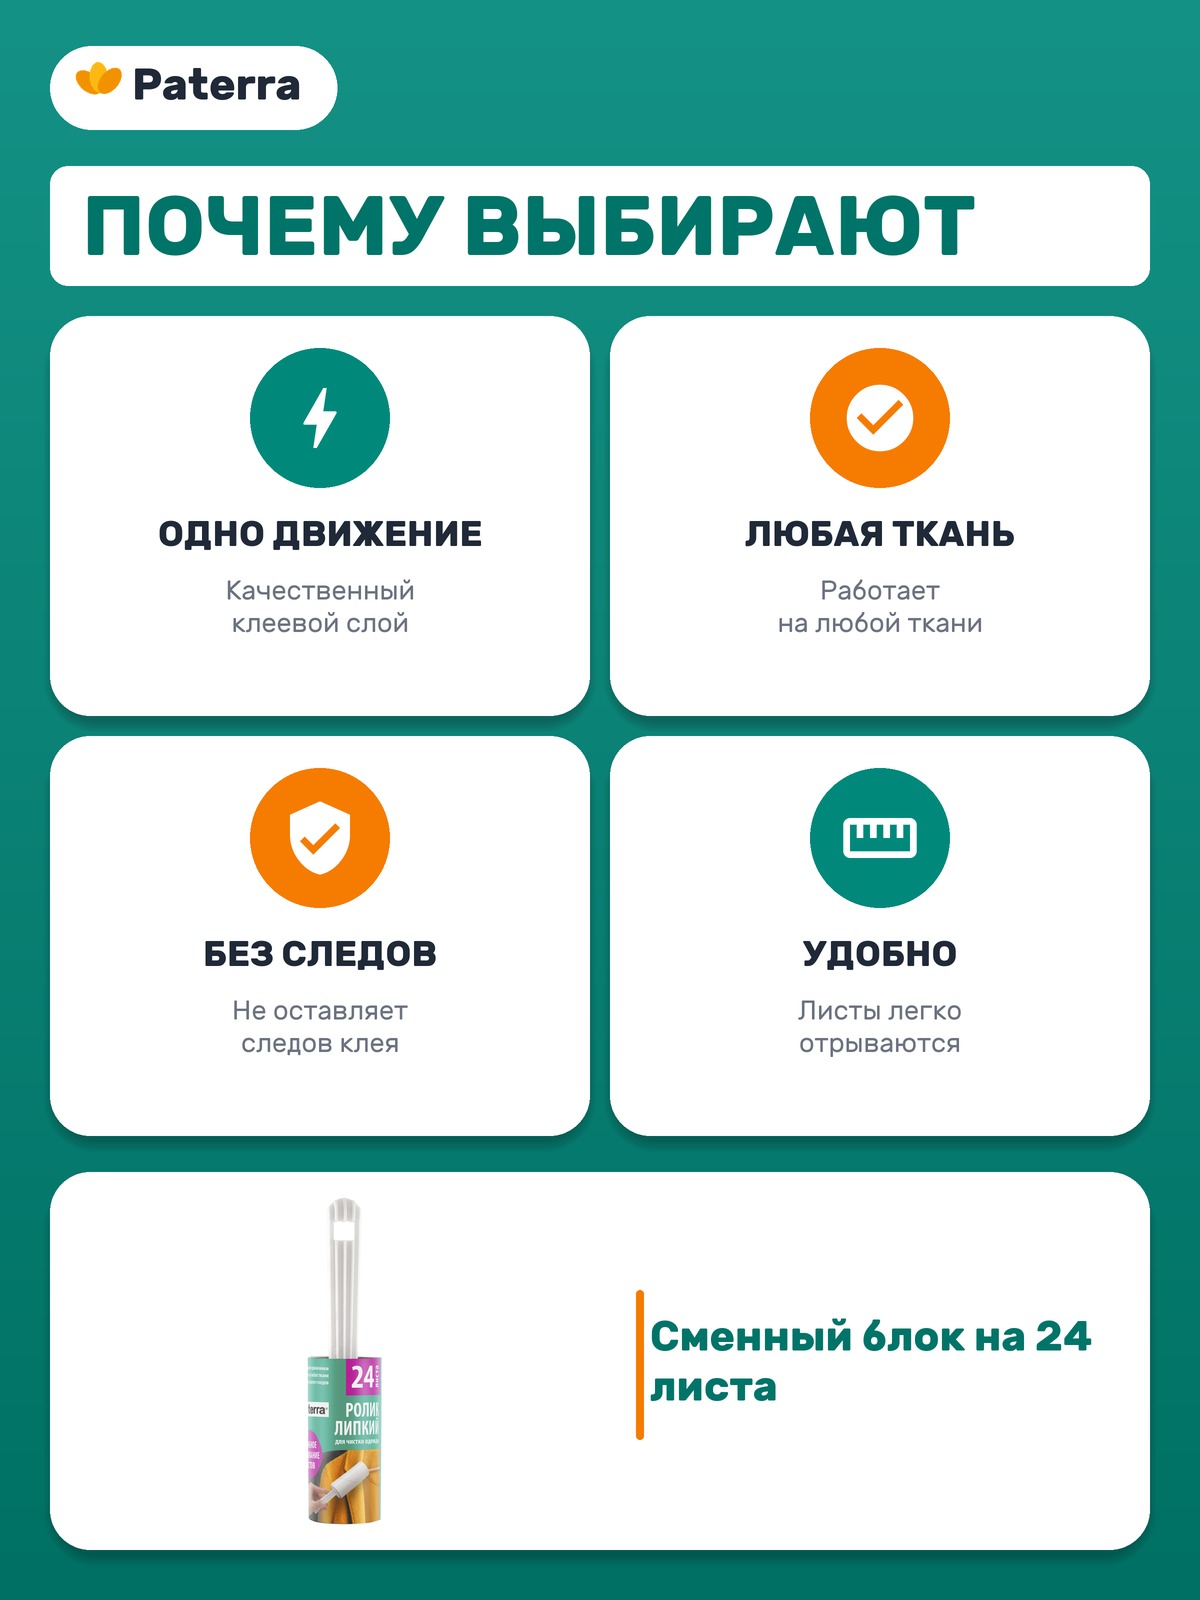 Paterra
ПОЧЕМУ ВЫБИРАЮТ
ОДНО ДВИЖЕНИЕ
Качественный
клеевой слой
ЛЮБАЯ ТКАНЬ
Работает
на любой ткани
БЕЗ СЛЕДОВ
Не оставляет
следов клея
УДОБНО
Листы легко
отрываются
24
листа
РОЛИК
ЛИПКИЙ
для чистки одежды
Сменный блок на 24
листа